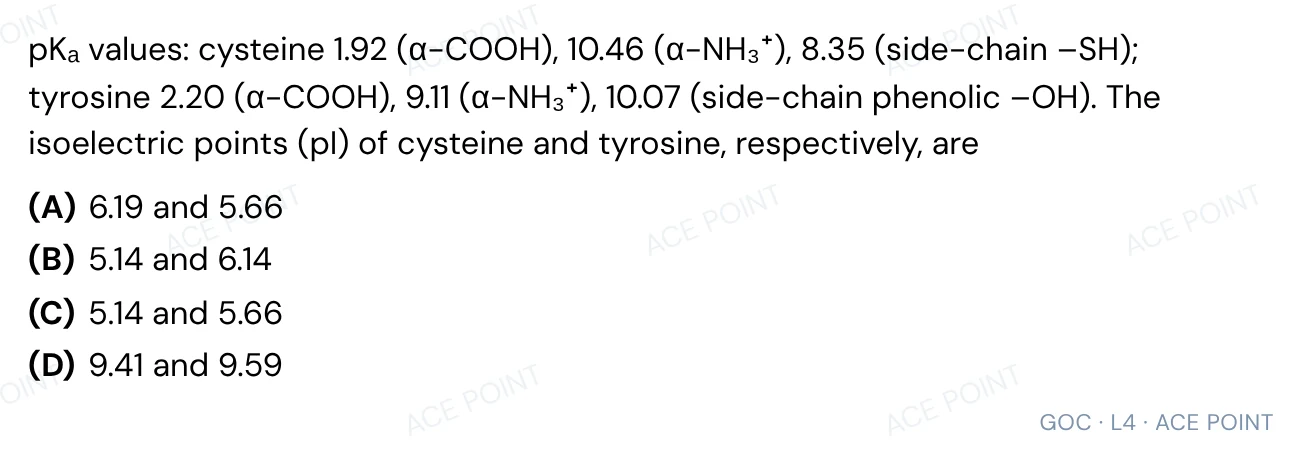 pKₐ values: cysteine 1.92 (α–COOH), 10.46 (α–NH₃⁺), 8.35 (side-chain –SH);
tyrosine 2.20 (α–COOH), 9.11 (α–NH₃⁺), 10.07 (side-chain phenolic –OH). The
isoelectric points (pI) of cysteine and tyrosine, respectively, are
(A) 6.19 and 5.66
(B) 5.14 and 6.14
(C) 5.14 and 5.66
(D) 9.41 and 9.59
GOC · L4 · ACE POINT
ACE POINT